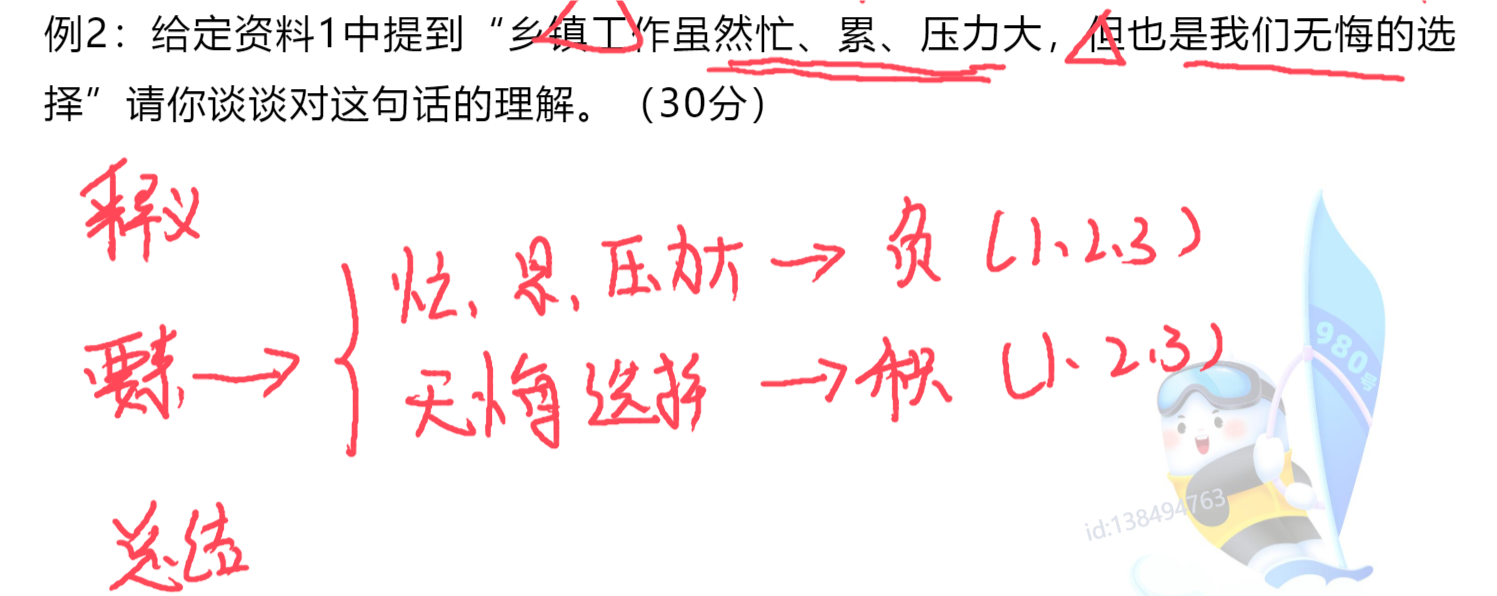 例2：给定资料1中提到“乡镇工作虽然忙、累、压力大，但也是我们无悔的选
择”请你谈谈对这句话的理解。（30分）
释义
忙、累、压力大→负（1、2、3）
要素→
无悔选择→积（1、2、3）
总结
980号
id:138494763